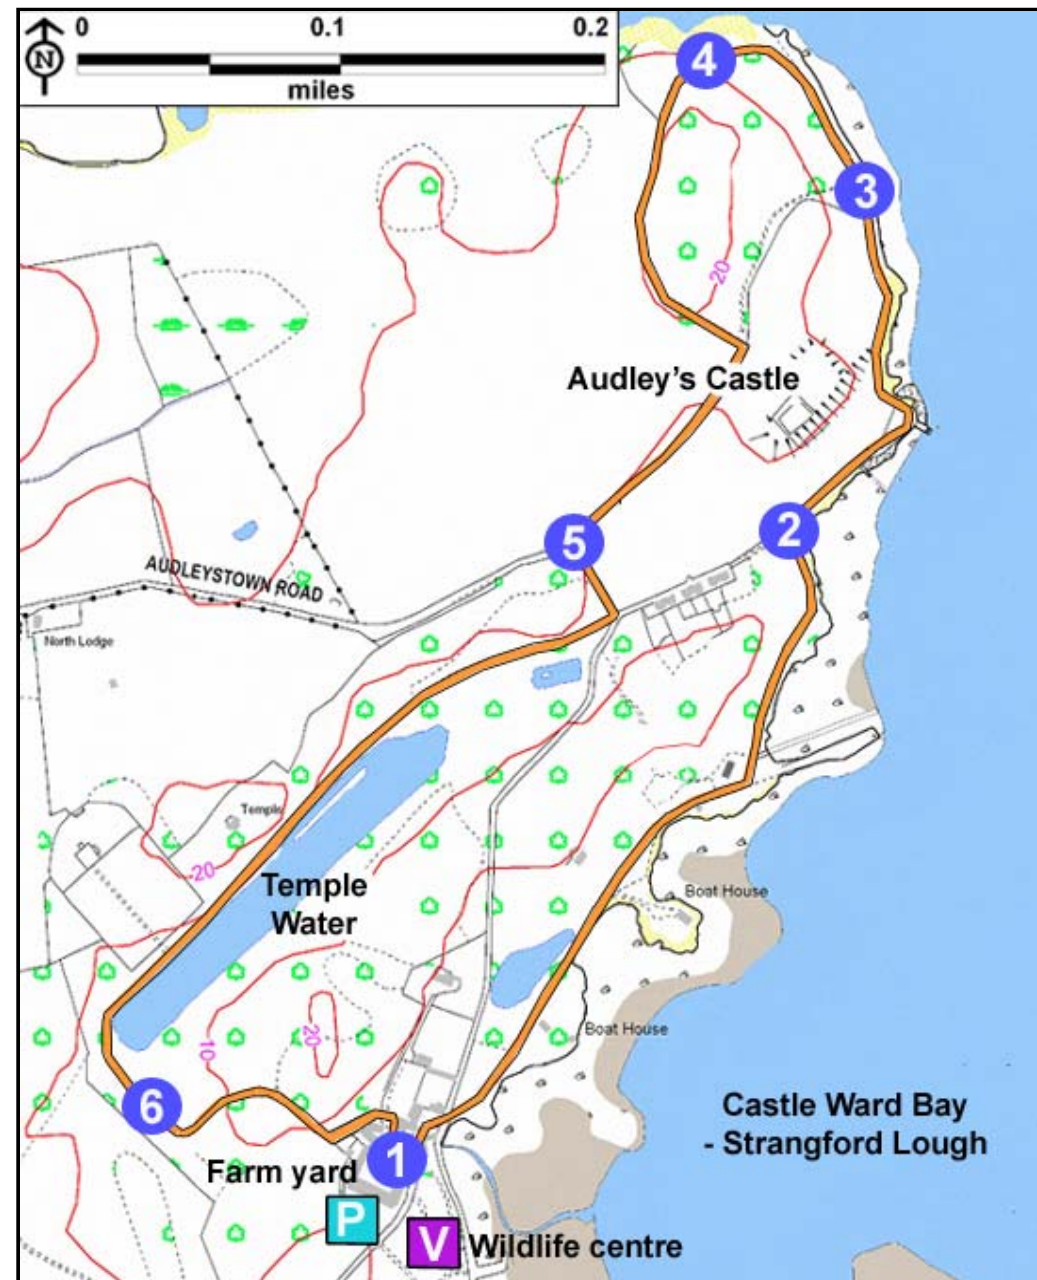 0 0.1 0.2
N
miles
4
3
20
Audley's Castle
2
5
AUDLEYSTOWN ROAD
North Lodge
Temple
20
Temple
Water
Boat House
Boat House
20
10
6
Castle Ward Bay
- Strangford Lough
1
Farm yard
P
V Wildlife centre